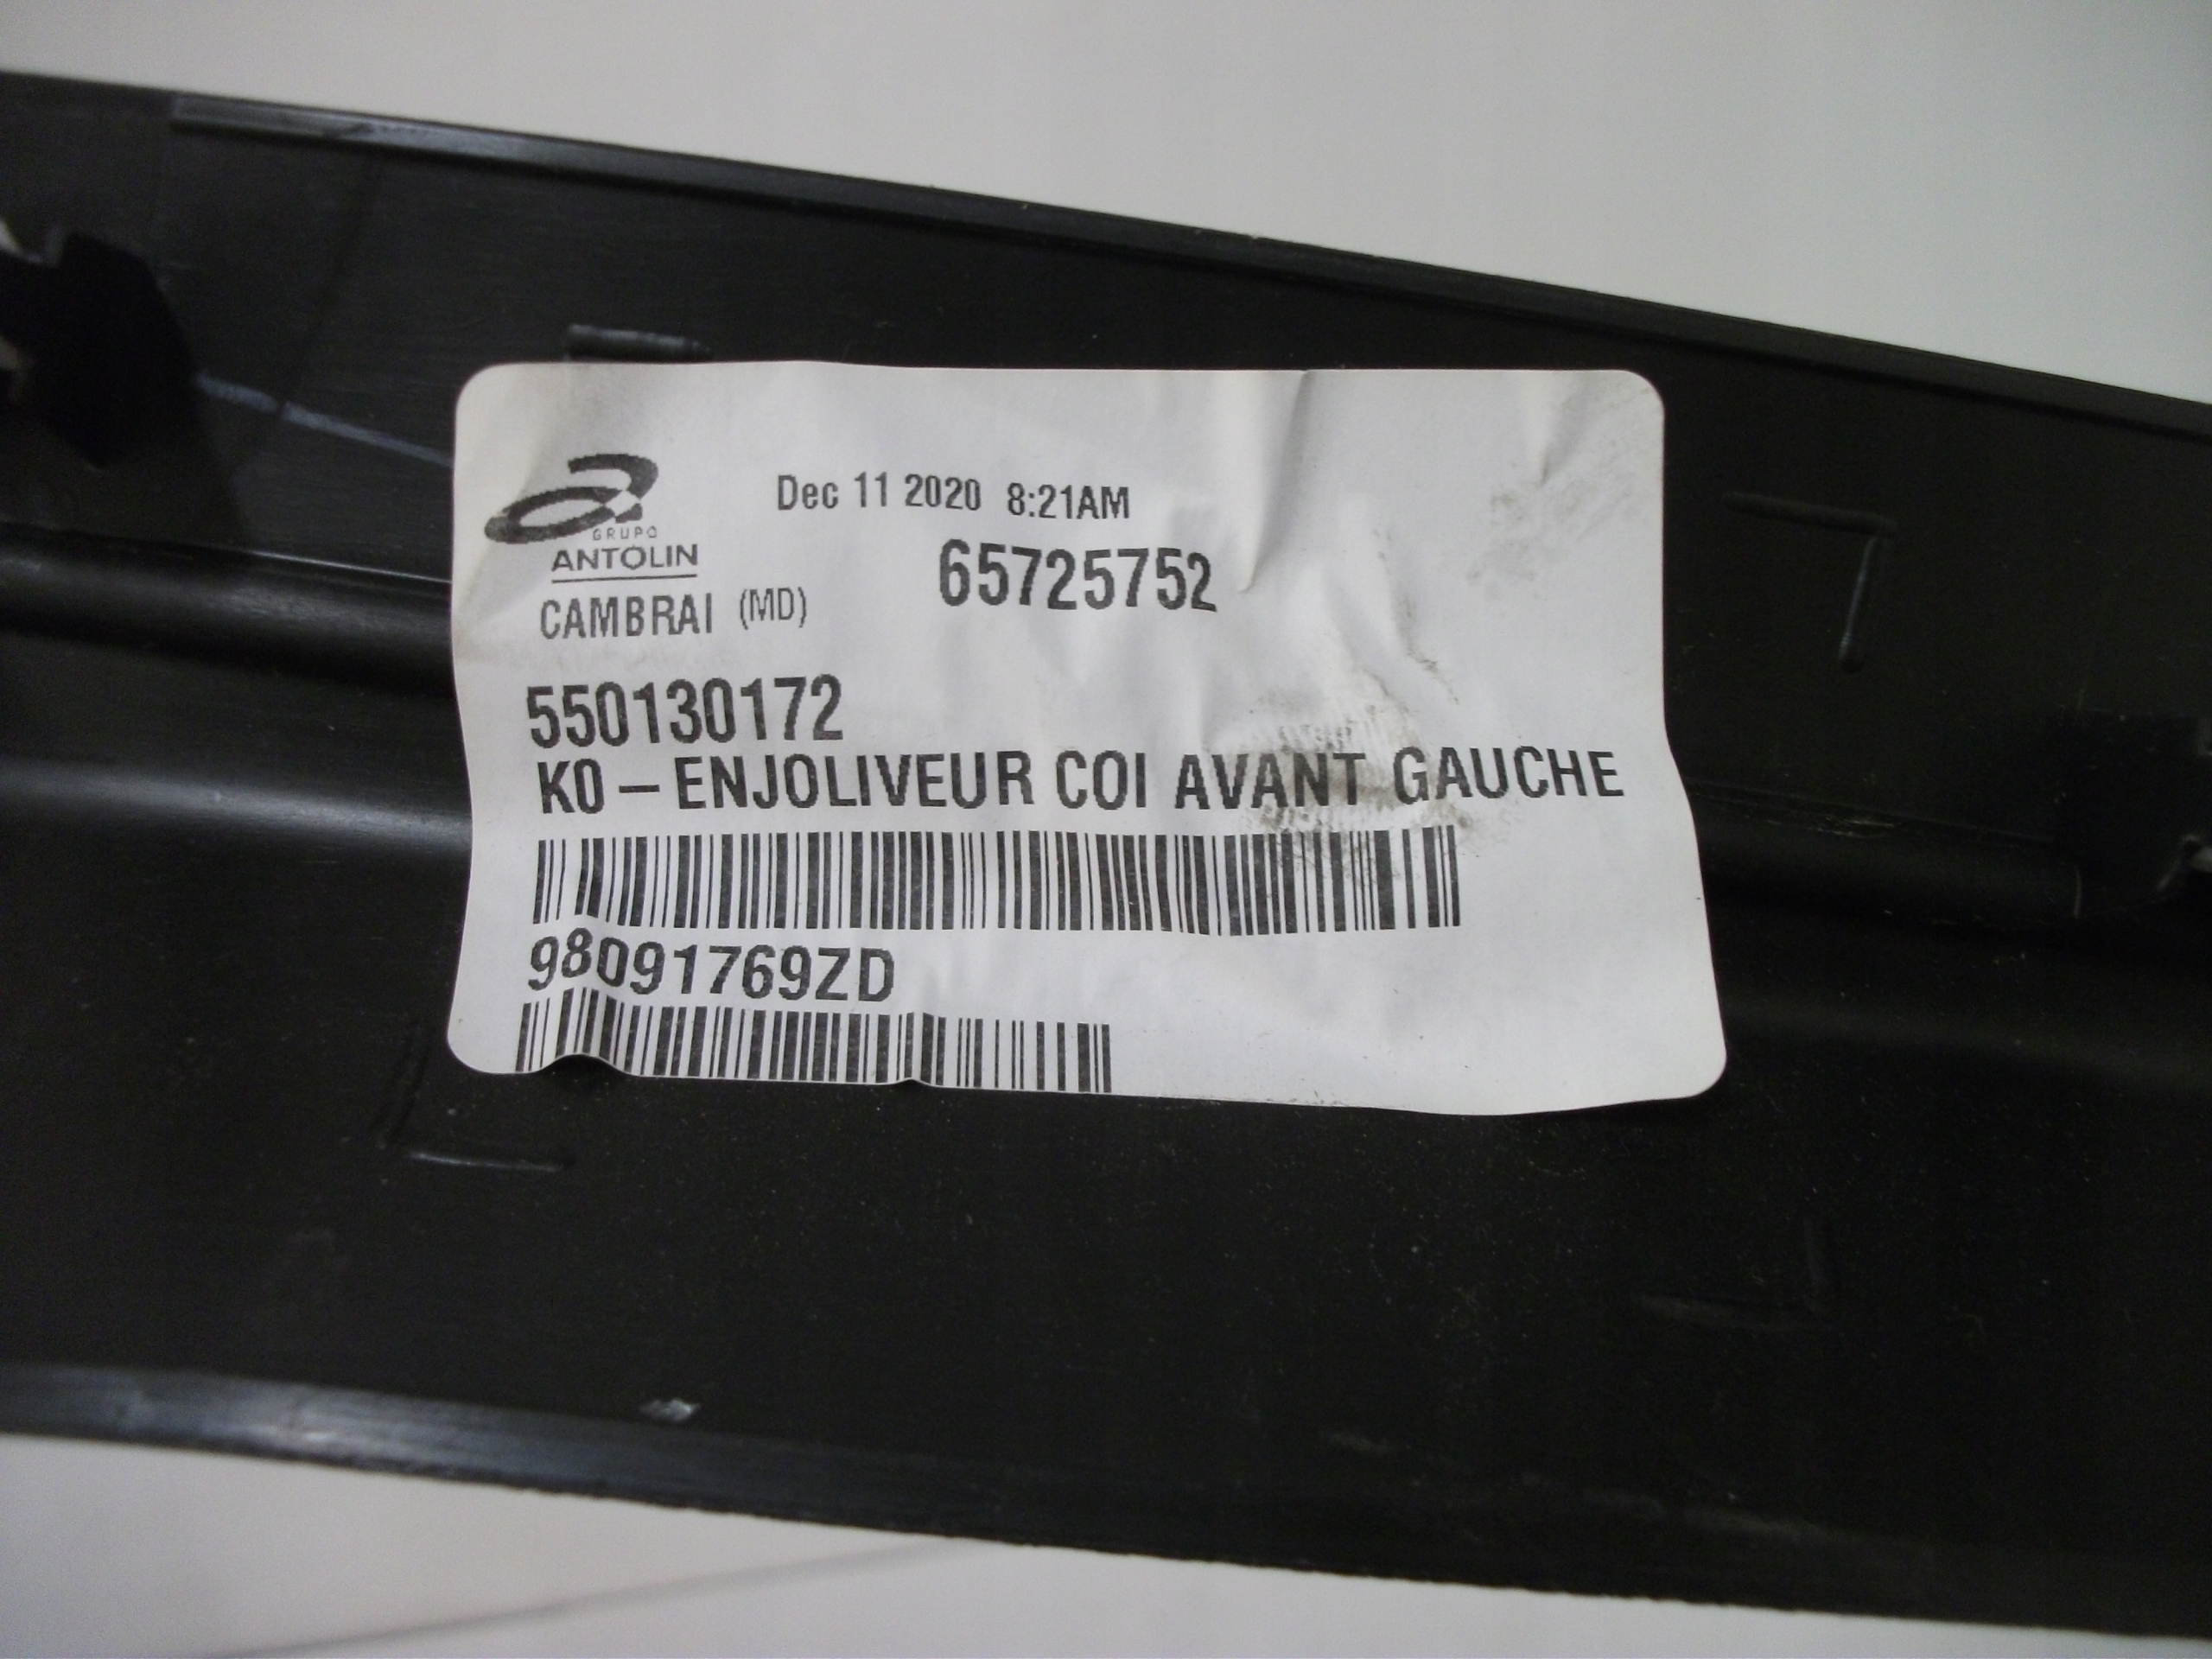 Dec 11 2020 8:21AM
GRUPO
ANTOLIN
65725752
CAMBRAI (MD)
550130172
K0 – ENJOLIVEUR COI AVANT GAUCHE
98091769ZD